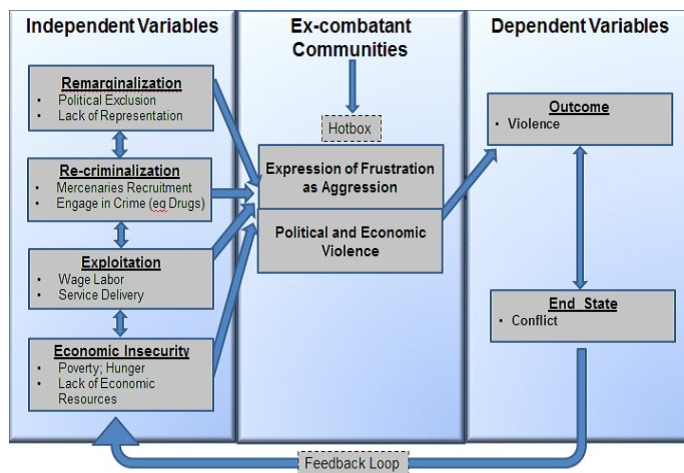 Independent Variables
Remarginalization
• Political Exclusion
• Lack of Representation
Re-criminalization
• Mercenaries Recruitment
• Engage in Crime (eg Drugs)
Exploitation
• Wage Labor
• Service Delivery
Economic Insecurity
• Poverty; Hunger
• Lack of Economic
Resources
Ex-combatant
Communities
Hotbox
Expression of Frustration
as Aggression
Political and Economic
Violence
Dependent Variables
Outcome
• Violence
End State
• Conflict
Feedback Loop